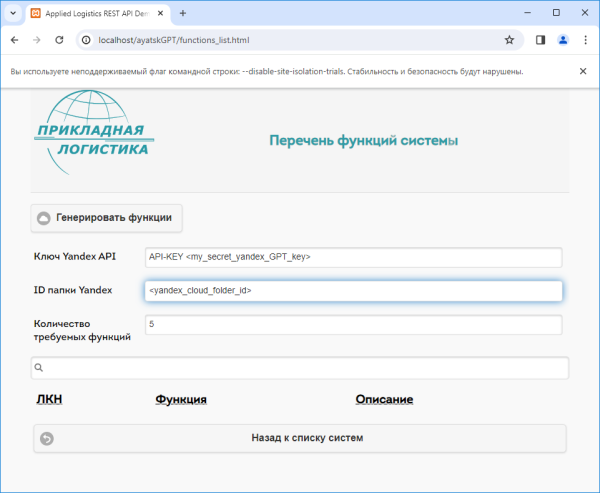 Applied Logistics REST API Dem
localhost/ayatskGPT/functions_list.html
Вы используете неподдерживаемый флаг командной строки: --disable-site-isolation-trials. Стабильность и безопасность будут нарушены.
ПРИКЛАДНАЯ
ЛОГИСТИКА
Перечень функций системы
Генерировать функции
Ключ Yandex API
API-KEY <my_secret_yandex_GPT_key>
ID папки Yandex
<yandex_cloud_folder_id>
Количество
требуемых функций
5
ЛКН Функция Описание
Назад к списку систем